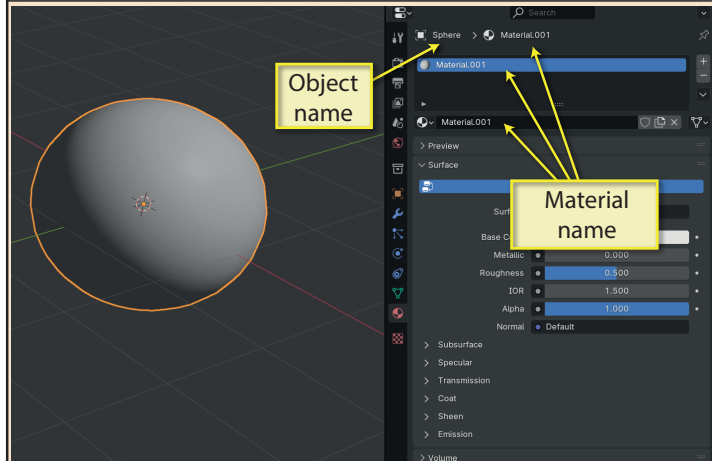 Search
Sphere > Material.001
Material.001
Object
name
Material.001
> Preview
Surface
Material
name
Metallic 0.000
Roughness 0.500
IOR 1.500
Alpha 1.000
Normal Default
> Subsurface
> Specular
> Transmission
> Coat
> Sheen
> Emission
> Volume